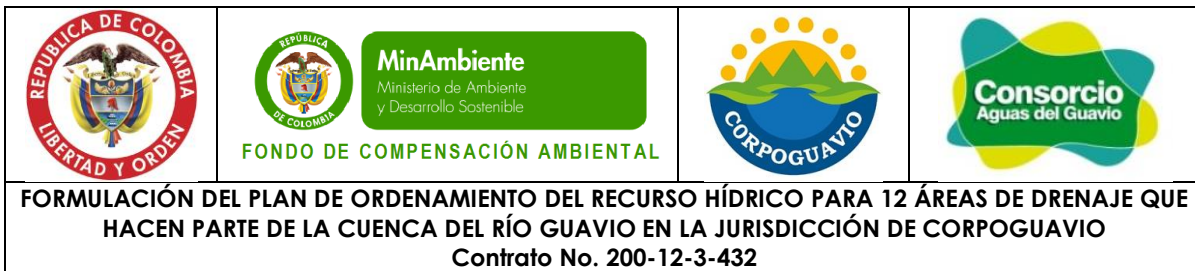 REPUBLICA DE COLOMBIA
LIBERTAD Y ORDEN
REPÚBLICA
DE COLOMBIA
MinAmbiente
Ministerio de Ambiente
y Desarrollo Sostenible
FONDO DE COMPENSACIÓN AMBIENTAL
CORPOGUAVIO
Consorcio
Aguas del Guavio
FORMULACIÓN DEL PLAN DE ORDENAMIENTO DEL RECURSO HÍDRICO PARA 12 ÁREAS DE DRENAJE QUE
HACEN PARTE DE LA CUENCA DEL RÍO GUAVIO EN LA JURISDICCIÓN DE CORPOGUAVIO
Contrato No. 200-12-3-432